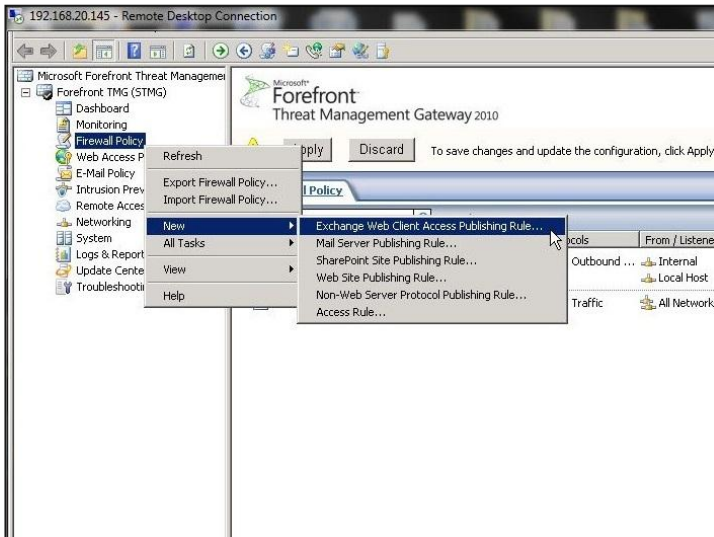 192.168.20.145 - Remote Desktop Connection
Microsoft Forefront Threat Managemer
Forefront TMG (STMG)
Dashboard
Monitoring
Firewall Policy
Web Access P
E-Mail Policy
Intrusion Prev
Remote Acces
Networking
System
Logs & Report
Update Cente
Troubleshooti
Refresh
Export Firewall Policy...
Import Firewall Policy...
New
All Tasks
View
Help
Exchange Web Client Access Publishing Rule...
Mail Server Publishing Rule...
SharePoint Site Publishing Rule...
Web Site Publishing Rule...
Non-Web Server Protocol Publishing Rule...
Access Rule...
Microsoft
Forefront
Threat Management Gateway 2010
pply
Discard
To save changes and update the configuration, click Apply
l Policy
ocols
From / Listene
Outbound ...
Internal
Local Host
Traffic
All Network